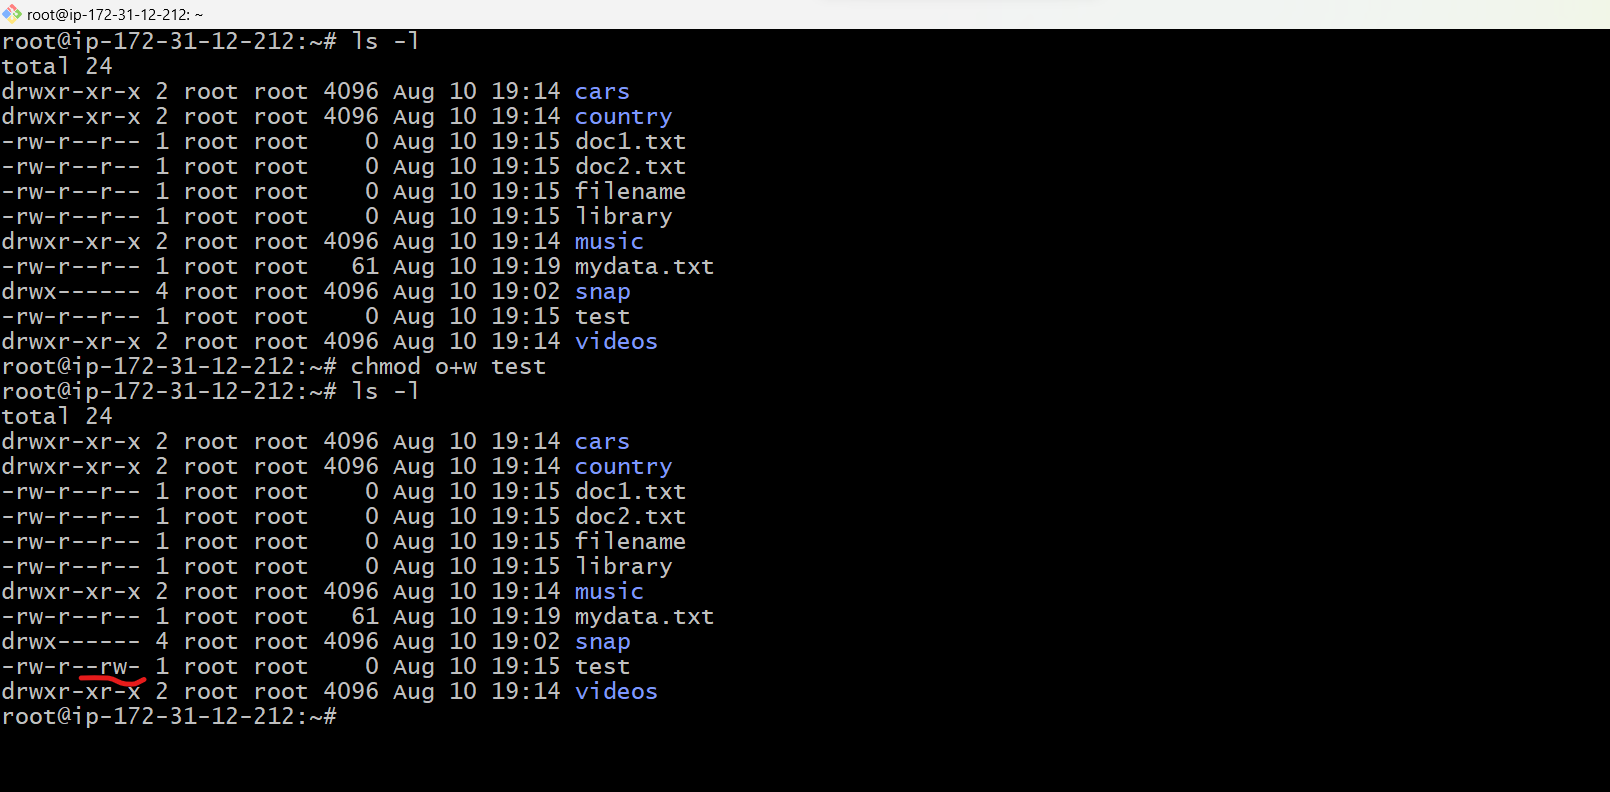 root@ip-172-31-12-212: ~
root@ip-172-31-12-212:~# ls -l
total 24
drwxr-xr-x 2 root root 4096 Aug 10 19:14 cars
drwxr-xr-x 2 root root 4096 Aug 10 19:14 country
-rw-r--r-- 1 root root    0 Aug 10 19:15 doc1.txt
-rw-r--r-- 1 root root    0 Aug 10 19:15 doc2.txt
-rw-r--r-- 1 root root    0 Aug 10 19:15 filename
-rw-r--r-- 1 root root    0 Aug 10 19:15 library
drwxr-xr-x 2 root root 4096 Aug 10 19:14 music
-rw-r--r-- 1 root root   61 Aug 10 19:19 mydata.txt
drwx------ 4 root root 4096 Aug 10 19:02 snap
-rw-r--r-- 1 root root    0 Aug 10 19:15 test
drwxr-xr-x 2 root root 4096 Aug 10 19:14 videos
root@ip-172-31-12-212:~# chmod o+w test
root@ip-172-31-12-212:~# ls -l
total 24
drwxr-xr-x 2 root root 4096 Aug 10 19:14 cars
drwxr-xr-x 2 root root 4096 Aug 10 19:14 country
-rw-r--r-- 1 root root    0 Aug 10 19:15 doc1.txt
-rw-r--r-- 1 root root    0 Aug 10 19:15 doc2.txt
-rw-r--r-- 1 root root    0 Aug 10 19:15 filename
-rw-r--r-- 1 root root    0 Aug 10 19:15 library
drwxr-xr-x 2 root root 4096 Aug 10 19:14 music
-rw-r--r-- 1 root root   61 Aug 10 19:19 mydata.txt
drwx------ 4 root root 4096 Aug 10 19:02 snap
-rw-r--rw- 1 root root    0 Aug 10 19:15 test
drwxr-xr-x 2 root root 4096 Aug 10 19:14 videos
root@ip-172-31-12-212:~#